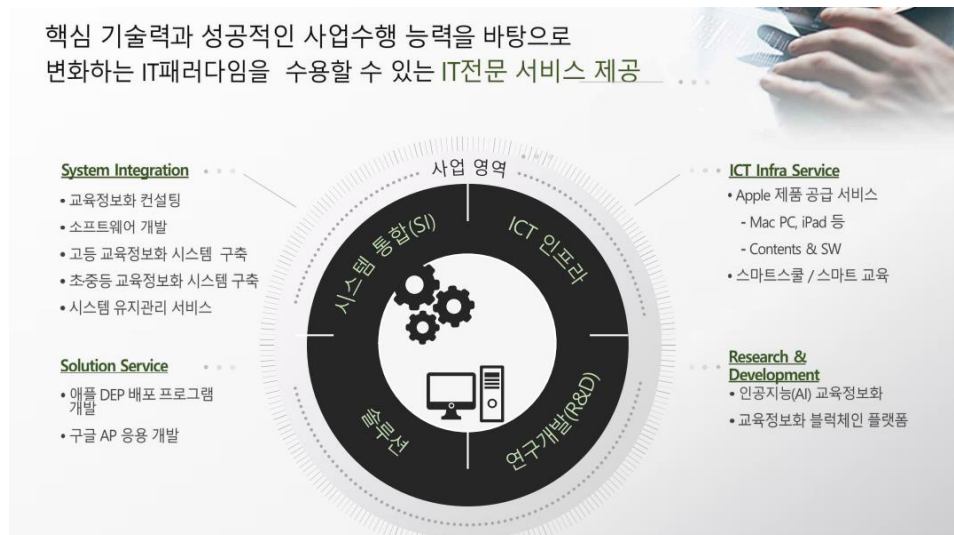 핵심 기술력과 성공적인 사업수행 능력을 바탕으로
변화하는 IT패러다임을 수용할 수 있는 IT전문 서비스 제공
사업 영역
System Integration
• 교육정보화 컨설팅
• 소프트웨어 개발
• 고등 교육정보화 시스템 구축
• 초중등 교육정보화 시스템 구축
• 시스템 유지관리 서비스
Solution Service
• 애플 DEP 배포 프로그램
개발
• 구글 AP 응용 개발
시스템 통합(SI)
ICT 인프라
솔루션
연구개발(R&D)
ICT Infra Service
• Apple 제품 공급 서비스
- Mac PC, iPad 등
- Contents & SW
• 스마트스쿨 / 스마트 교육
Research &
Development
• 인공지능(AI) 교육정보화
• 교육정보화 블럭체인 플랫폼